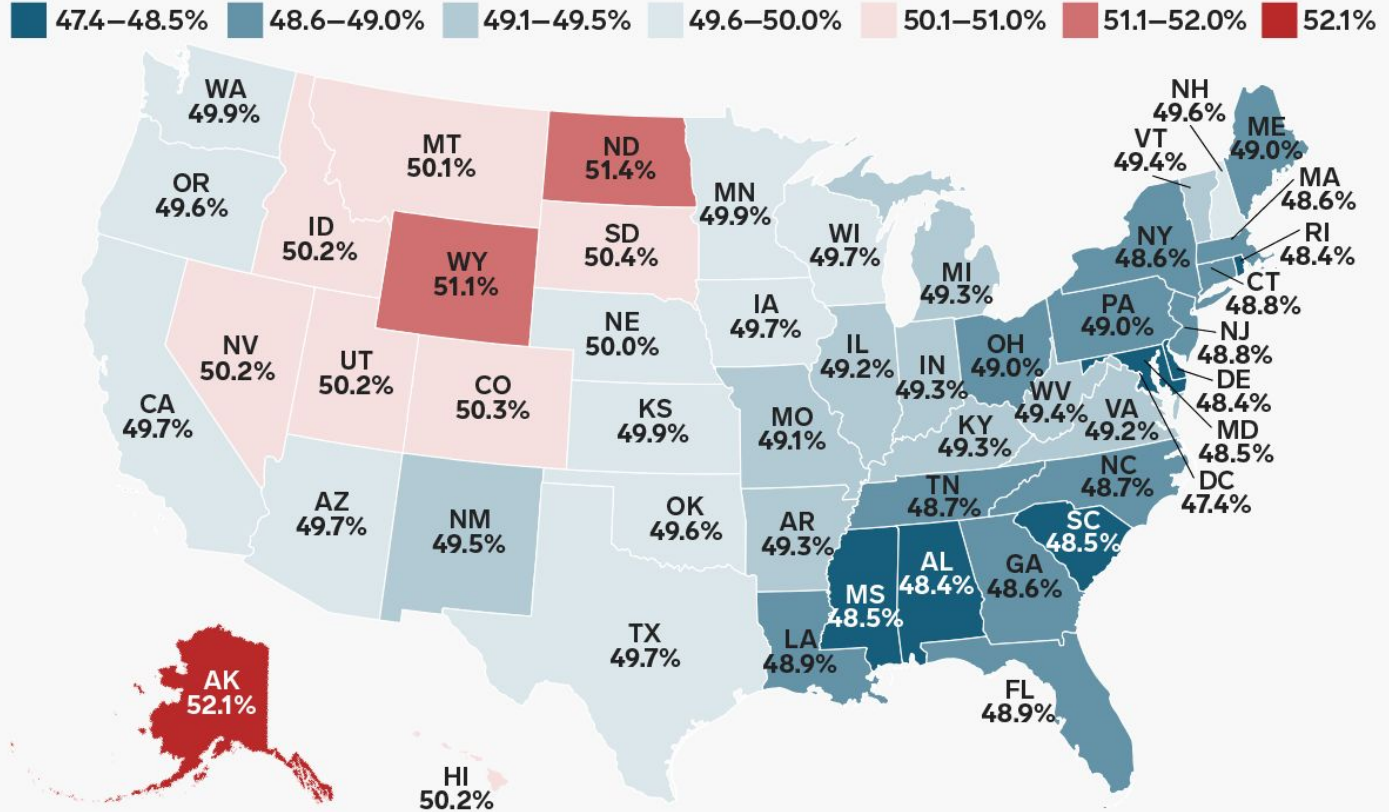 47.4–48.5% 48.6–49.0% 49.1–49.5% 49.6–50.0% 50.1–51.0% 51.1–52.0% 52.1%
WA
49.9%
OR
49.6%
CA
49.7%
ID
50.2%
NV
50.2%
MT
50.1%
WY
51.1%
UT
50.2%
CO
50.3%
AZ
49.7%
NM
49.5%
ND
51.4%
SD
50.4%
NE
50.0%
KS
49.9%
OK
49.6%
TX
49.7%
MN
49.9%
IA
49.7%
MO
49.1%
AR
49.3%
LA
48.9%
WI
49.7%
IL
49.2%
MI
49.3%
IN
49.3%
OH
49.0%
KY
49.3%
TN
48.7%
MS
48.5%
AL
48.4%
GA
48.6%
FL
48.9%
SC
48.5%
NC
48.7%
VA
49.2%
WV
49.4%
PA
49.0%
NY
48.6%
VT
49.4%
NH
49.6%
ME
49.0%
MA
48.6%
RI
48.4%
CT
48.8%
NJ
48.8%
DE
48.4%
MD
48.5%
DC
47.4%
AK
52.1%
HI
50.2%